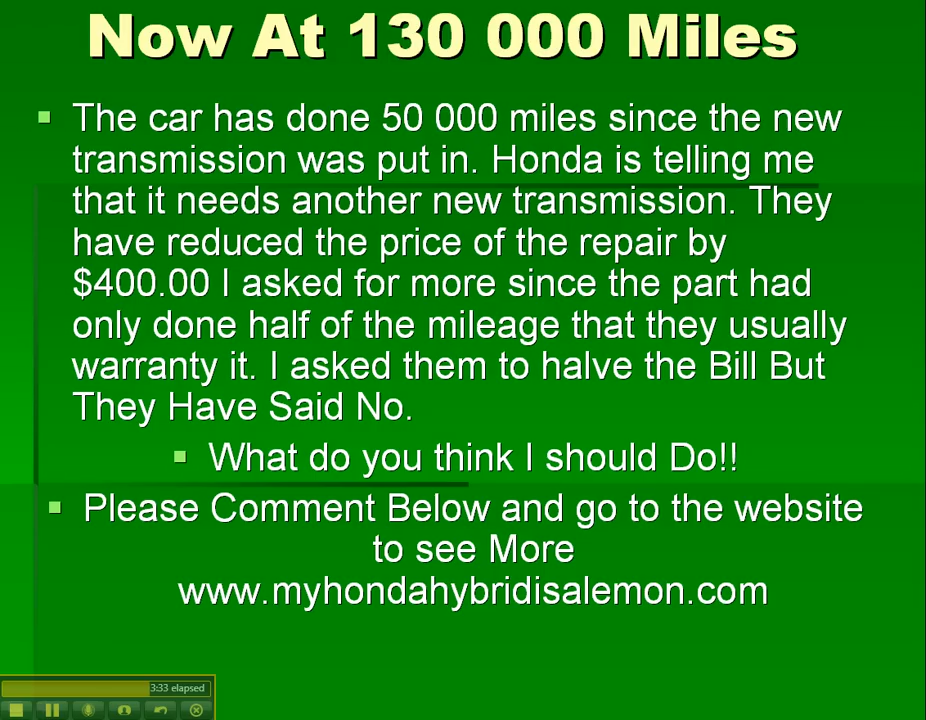 Now At 130 000 Miles
The car has done 50 000 miles since the new
transmission was put in. Honda is telling me
that it needs another new transmission. They
have reduced the price of the repair by
$400.00 I asked for more since the part had
only done half of the mileage that they usually
warranty it. I asked them to halve the Bill But
They Have Said No.
What do you think I should Do!!
Please Comment Below and go to the website
to see More
www.myhondahybridisalemon.com
3:33 elapsed